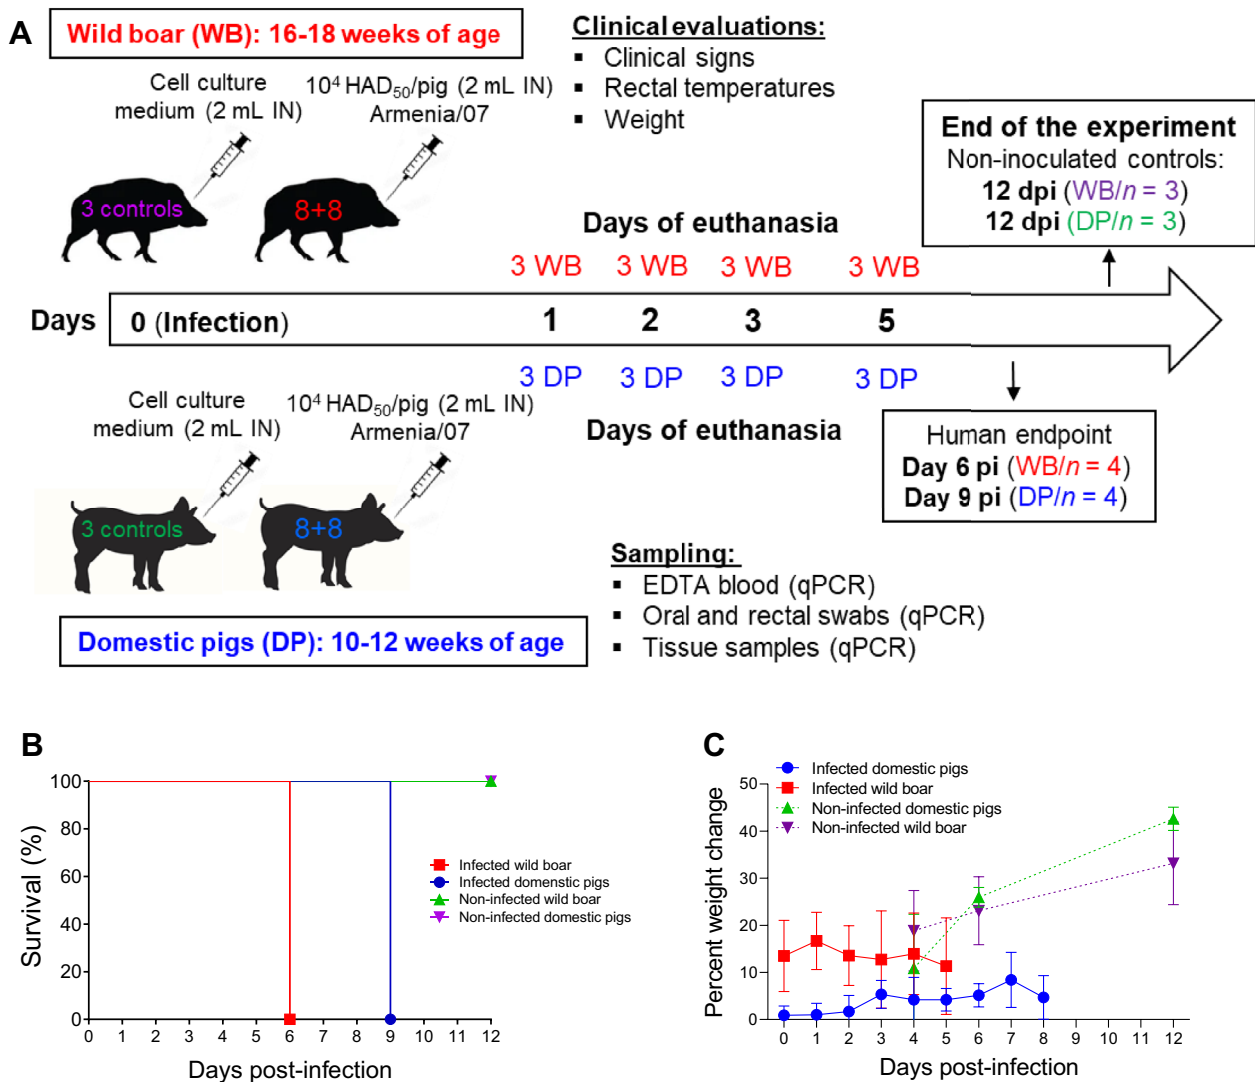 A
Wild boar (WB): 16-18 weeks of age
Cell culture
medium (2 mL IN)
10⁴ HAD₅₀/pig (2 mL IN)
Armenia/07
3 controls
8+8
Clinical evaluations:
▪ Clinical signs
▪ Rectal temperatures
▪ Weight
End of the experiment
Non-inoculated controls:
12 dpi (WB/n = 3)
12 dpi (DP/n = 3)
Days of euthanasia
3 WB 3 WB 3 WB 3 WB
Days 0 (Infection) 1 2 3 5
3 DP 3 DP 3 DP 3 DP
Days of euthanasia
Cell culture
medium (2 mL IN)
10⁴ HAD₅₀/pig (2 mL IN)
Armenia/07
3 controls
8+8
Human endpoint
Day 6 pi (WB/n = 4)
Day 9 pi (DP/n = 4)
Domestic pigs (DP): 10-12 weeks of age
Sampling:
▪ EDTA blood (qPCR)
▪ Oral and rectal swabs (qPCR)
▪ Tissue samples (qPCR)
B
Survival (%)
100
80
60
40
20
0
Infected wild boar
Infected domenstic pigs
Non-infected wild boar
Non-infected domestic pigs
0 1 2 3 4 5 6 7 8 9 10 11 12
Days post-infection
C
Infected domestic pigs
Infected wild boar
Non-infected domestic pigs
Non-infected wild boar
Percent weight change
50
40
30
20
10
0
0 1 2 3 4 5 6 7 8 9 10 11 12
Days post-infection